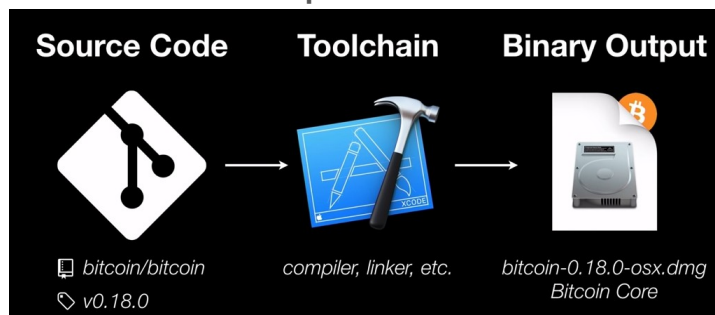 Source Code
Toolchain
Binary Output
XCODE
bitcoin/bitcoin
v0.18.0
compiler, linker, etc.
bitcoin-0.18.0-osx.dmg
Bitcoin Core